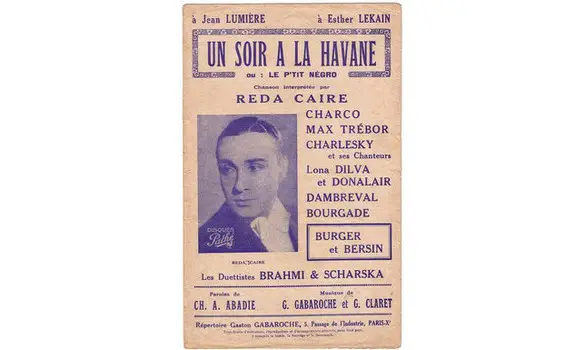 à Jean LUMIÈRE à Esther LEKAIN
UN SOIR A LA HAVANE
ou : LE P'TIT NÉGRO
Chanson interprétée par
REDA CAIRE
CHARCO
MAX TRÉBOR
CHARLESKY
et ses Chanteurs
Lona DILVA
et DONALAIR
DAMBREVAL
BOURGADE
BURGER
et BERSIN
DISQUES
Pathé
REDA CAIRE
Les Duettistes BRAHMI & SCHARSKA
Paroles de Musique de
CH. A. ABADIE G. GABAROCHE et G. CLARET
Répertoire Gaston GABAROCHE, 5, Passage de l'Industrie, PARIS-Xe